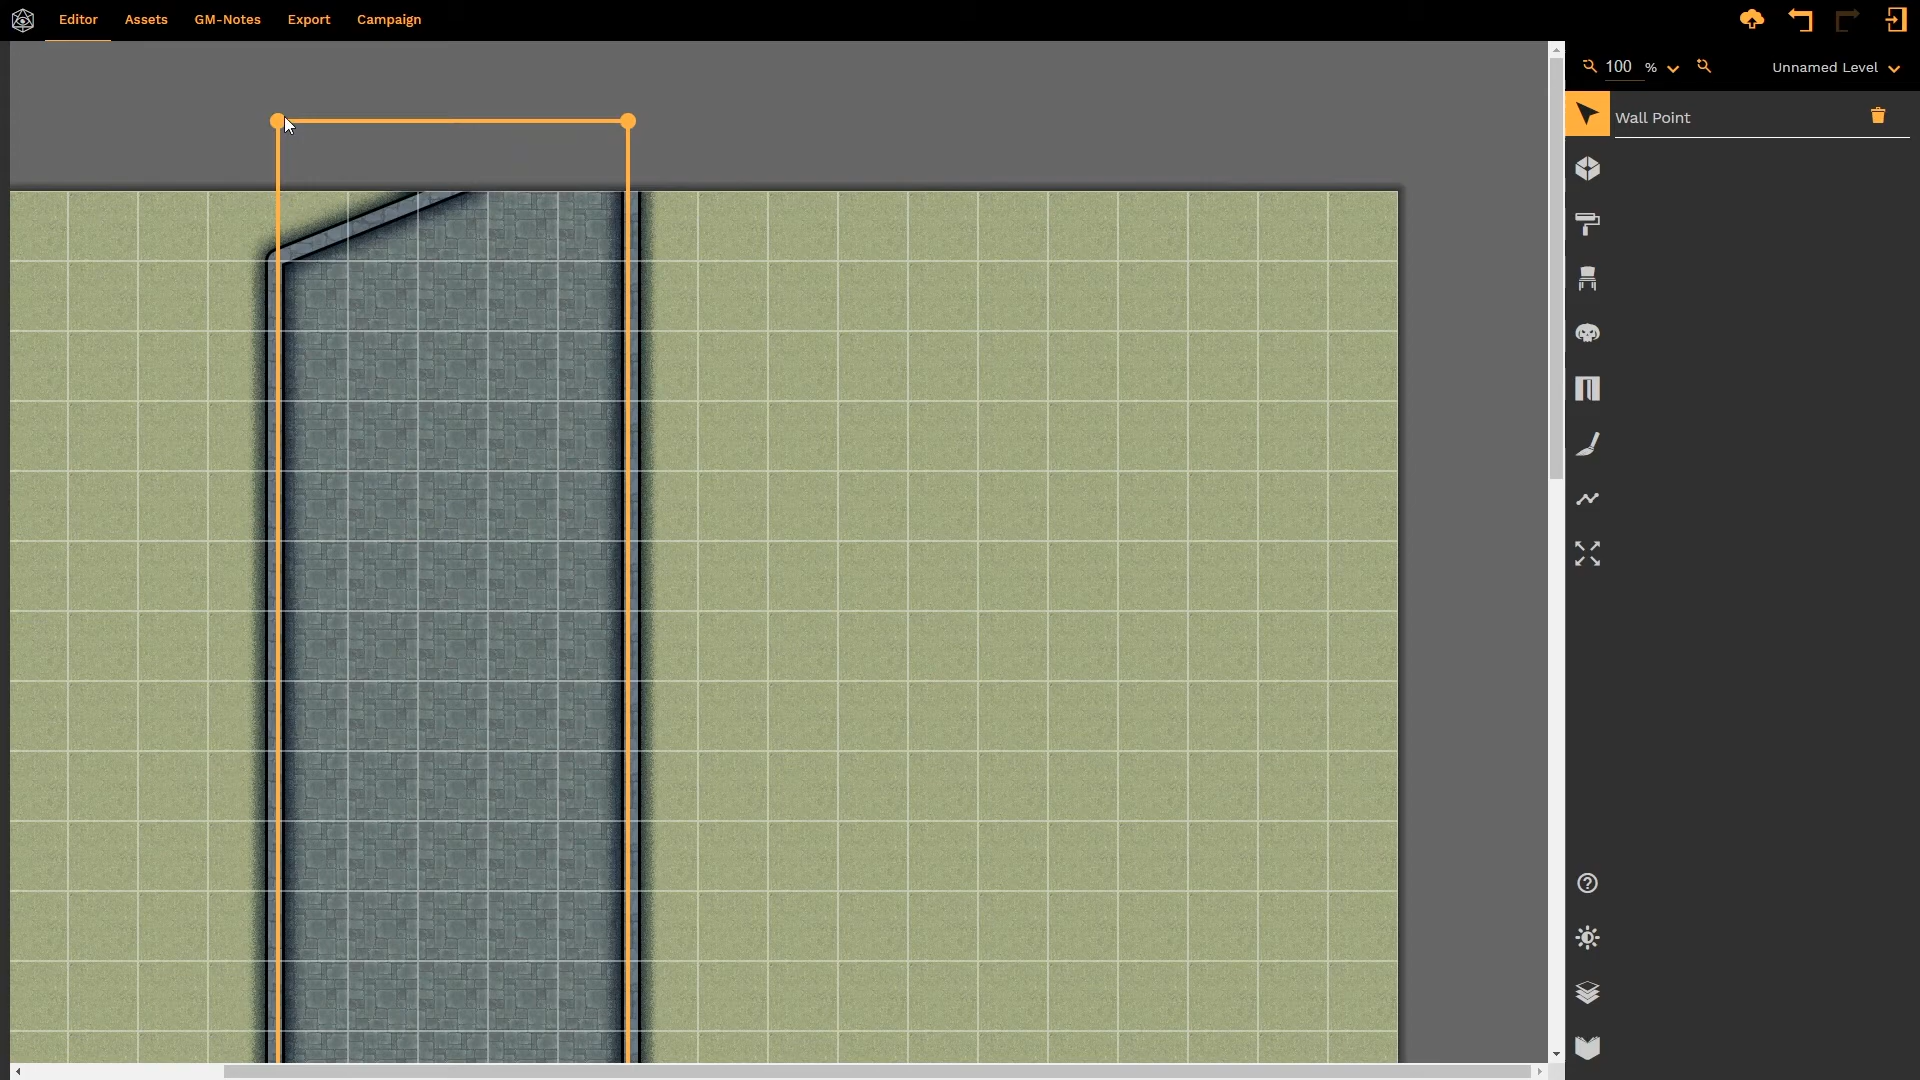 Editor Assets GM-Notes Export Campaign
100 % Unnamed Level
Wall Point